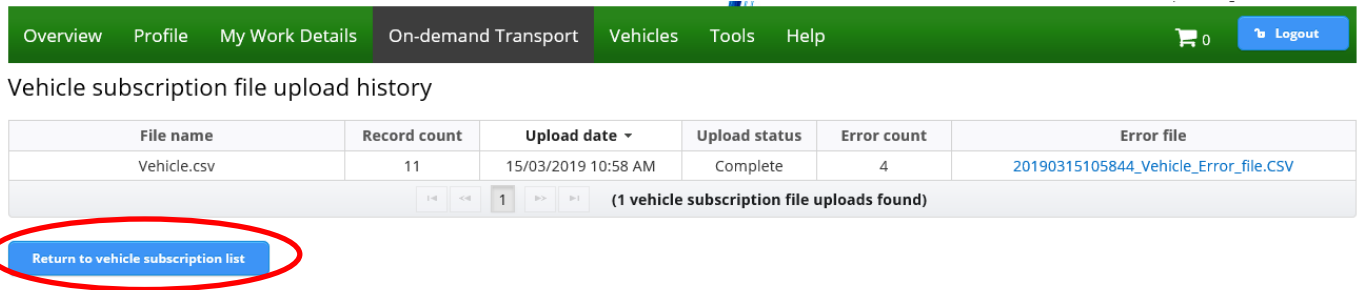 Overview Profile My Work Details On-demand Transport Vehicles Tools Help 0 Logout
Vehicle subscription file upload history
File name Record count Upload date Upload status Error count Error file
Vehicle.csv 11 15/03/2019 10:58 AM Complete 4 20190315105844_Vehicle_Error_file.CSV
1 (1 vehicle subscription file uploads found)
Return to vehicle subscription list